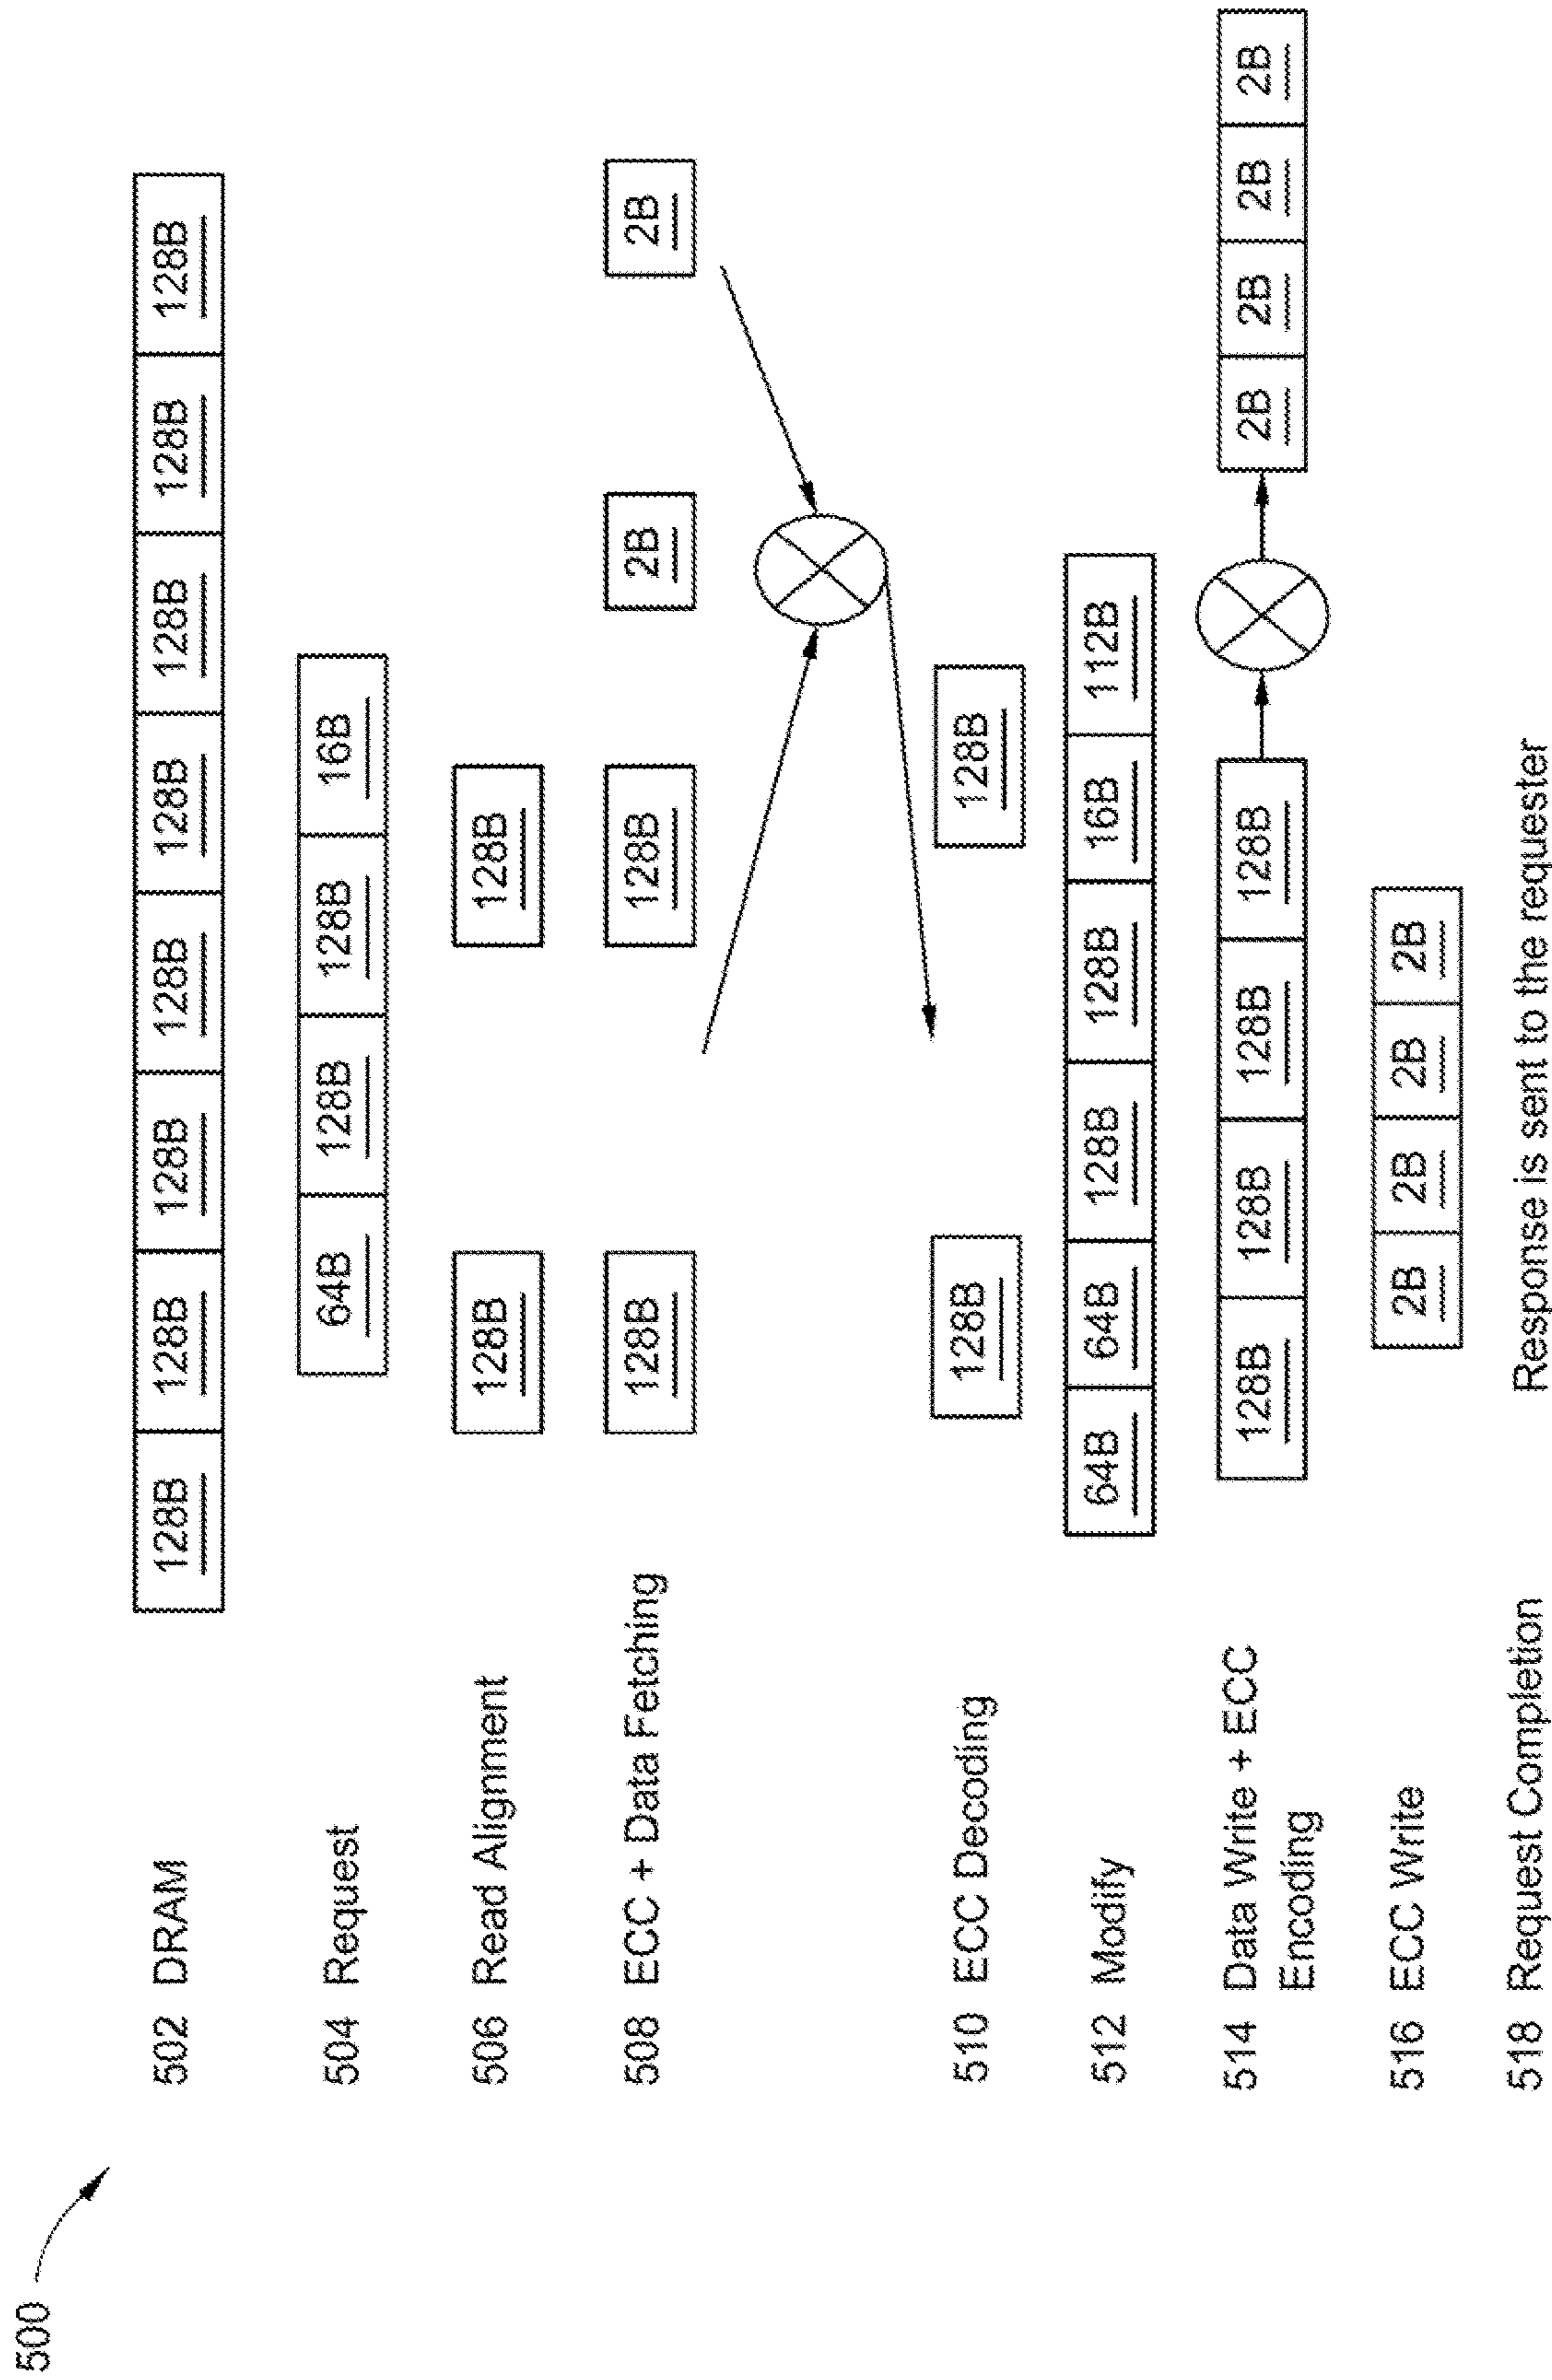 500
502 DRAM 128B 128B 128B 128B 128B 128B 128B 128B
504 Request 64B 128B 128B 16B
506 Read Alignment 128B 128B
508 ECC + Data Fetching 128B 128B 2B 2B
510 ECC Decoding 128B 128B
512 Modify 64B 64B 128B 128B 16B 112B
514 Data Write + ECC 128B 128B 128B 128B 2B 2B 2B 2B
Encoding
516 ECC Write 2B 2B 2B 2B
518 Request Completion Response is sent to the requester